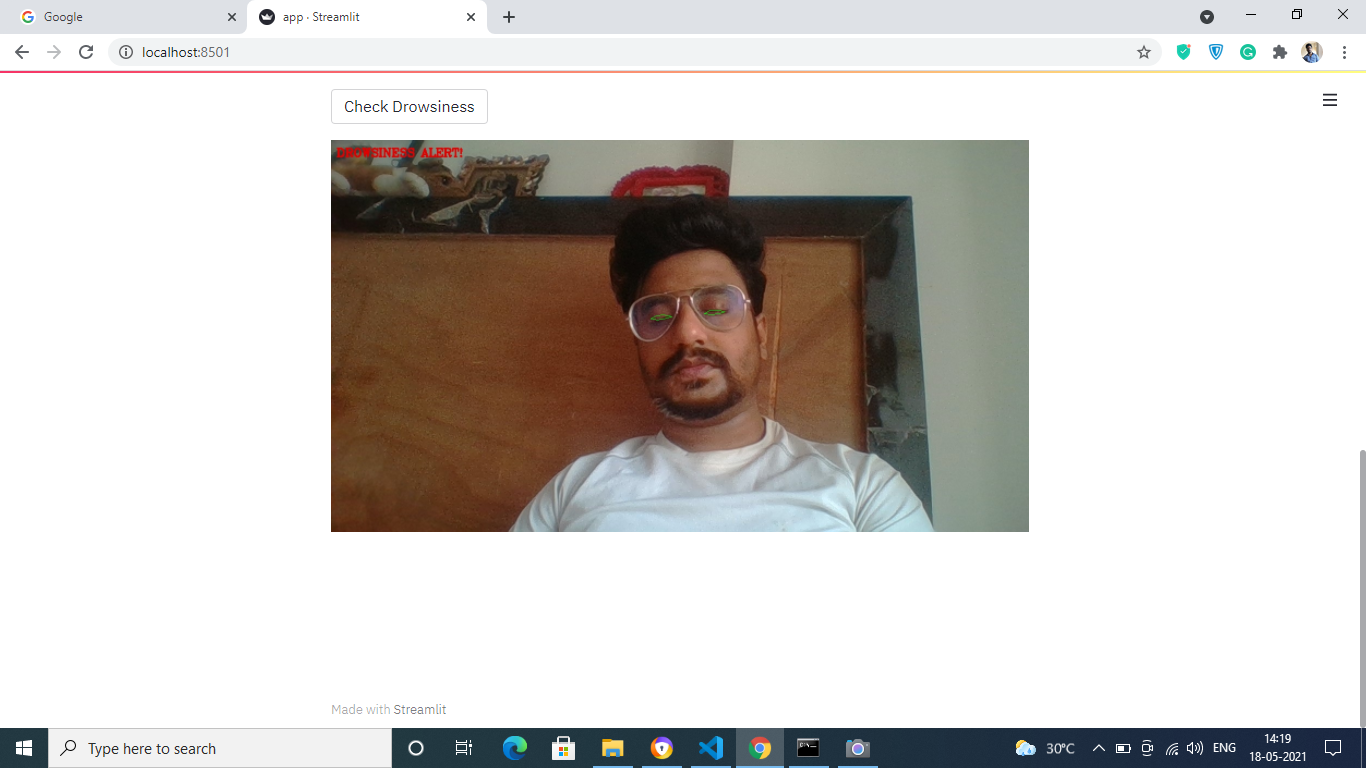 Google
app · Streamlit
localhost:8501
Check Drowsiness
DROWSINESS ALERT!
Made with Streamlit
Type here to search
30°C
ENG
14:19
18-05-2021